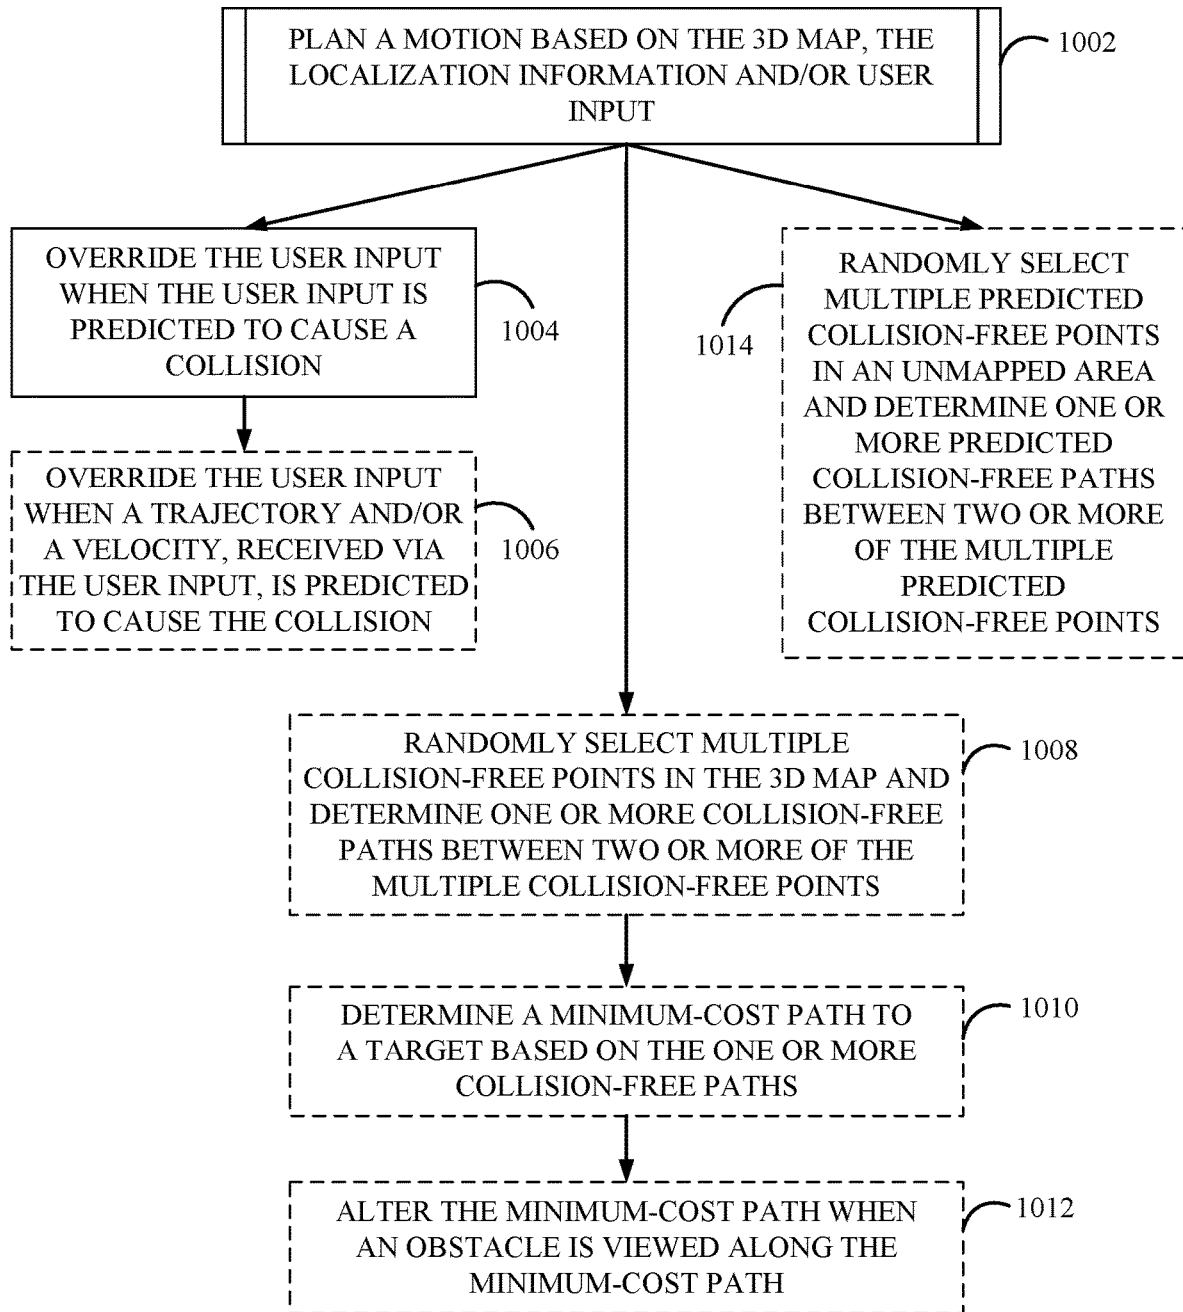 PLAN A MOTION BASED ON THE 3D MAP, THE
LOCALIZATION INFORMATION AND/OR USER
INPUT
1002
OVERRIDE THE USER INPUT
WHEN THE USER INPUT IS
PREDICTED TO CAUSE A
COLLISION
1004
OVERRIDE THE USER INPUT
WHEN A TRAJECTORY AND/OR
A VELOCITY, RECEIVED VIA
THE USER INPUT, IS PREDICTED
TO CAUSE THE COLLISION
1006
RANDOMLY SELECT
MULTIPLE PREDICTED
COLLISION-FREE POINTS
IN AN UNMAPPED AREA
AND DETERMINE ONE OR
MORE PREDICTED
COLLISION-FREE PATHS
BETWEEN TWO OR MORE
OF THE MULTIPLE
PREDICTED
COLLISION-FREE POINTS
1014
RANDOMLY SELECT MULTIPLE
COLLISION-FREE POINTS IN THE 3D MAP AND
DETERMINE ONE OR MORE COLLISION-FREE
PATHS BETWEEN TWO OR MORE OF THE
MULTIPLE COLLISION-FREE POINTS
1008
DETERMINE A MINIMUM-COST PATH TO
A TARGET BASED ON THE ONE OR MORE
COLLISION-FREE PATHS
1010
ALTER THE MINIMUM-COST PATH WHEN
AN OBSTACLE IS VIEWED ALONG THE
MINIMUM-COST PATH
1012